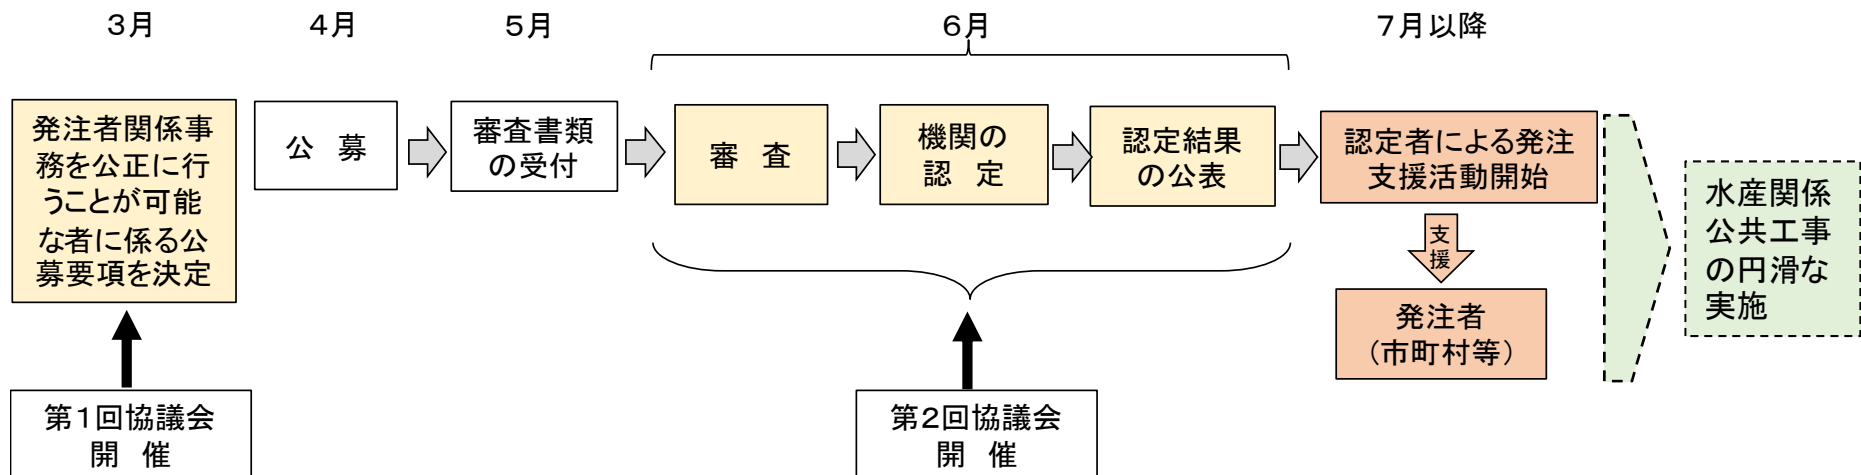 3月
4月
5月
6月
7月以降
発注者関係事
務を公正に行
うことが可能
な者に係る公
募要項を決定
公　募
審査書類
の受付
審　査
機関の
認　定
認定結果
の公表
認定者による発注
支援活動開始
支
援
発注者
（市町村等）
水産関係
公共工事
の円滑な
実施
第1回協議会
開　催
第2回協議会
開　催